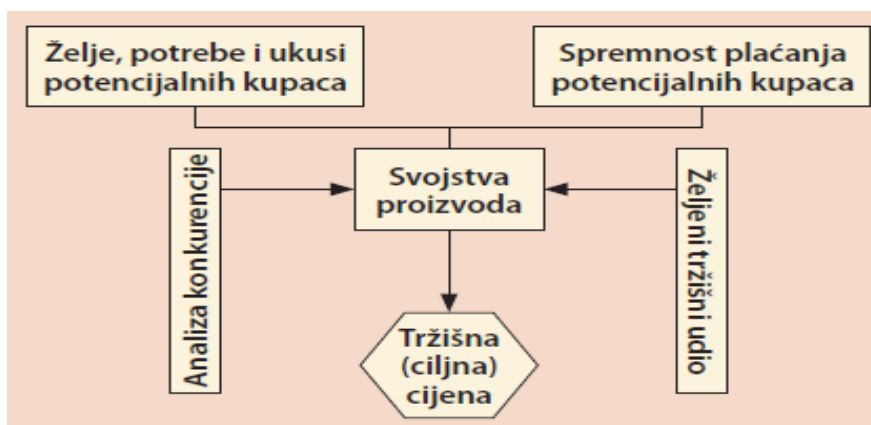 Želje, potrebe i ukusi
potencijalnih kupaca
Spremnost plaćanja
potencijalnih kupaca
Analiza konkurencije
Svojstva
proizvoda
Željeni tržišni udio
Tržišna
(ciljna)
cijena